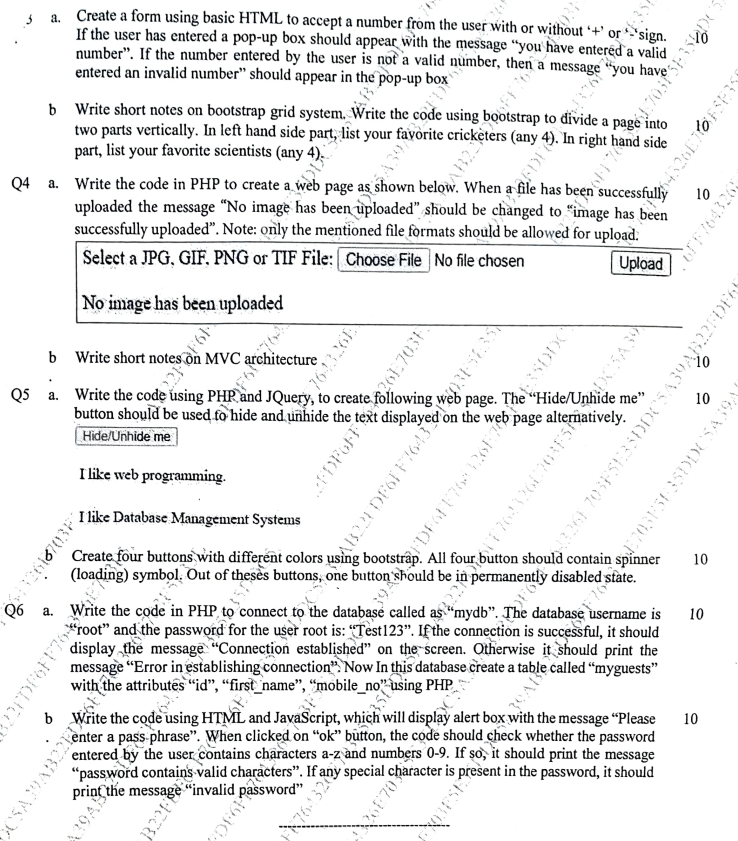 3 a. Create a form using basic HTML to accept a number from the user with or without ‘+’ or ‘-‘sign. 10
If the user has entered a pop-up box should appear with the message “you have entered a valid
number”. If the number entered by the user is not a valid number, then a message “you have
entered an invalid number” should appear in the pop-up box
b Write short notes on bootstrap grid system. Write the code using bootstrap to divide a page into 10
two parts vertically. In left hand side part, list your favorite cricketers (any 4). In right hand side
part, list your favorite scientists (any 4).
Q4 a. Write the code in PHP to create a web page as shown below. When a file has been successfully 10
uploaded the message “No image has been uploaded” should be changed to “image has been
successfully uploaded”. Note: only the mentioned file formats should be allowed for upload.
Select a JPG, GIF, PNG or TIF File: Choose File No file chosen Upload
No image has been uploaded
b Write short notes on MVC architecture 10
Q5 a. Write the code using PHP and JQuery, to create following web page. The “Hide/Unhide me” 10
button should be used to hide and unhide the text displayed on the web page alternatively.
Hide/Unhide me
I like web programming.
I like Database Management Systems
b Create four buttons with different colors using bootstrap. All four button should contain spinner 10
. (loading) symbol. Out of theses buttons, one button should be in permanently disabled state.
Q6 a. Write the code in PHP to connect to the database called as “mydb”. The database username is 10
“root” and the password for the user root is: “Test123”. If the connection is successful, it should
display the message “Connection established” on the screen. Otherwise it should print the
message “Error in establishing connection”. Now In this database create a table called “myguests”
with the attributes “id”, “first_name”, “mobile_no” using PHP.
b Write the code using HTML and JavaScript, which will display alert box with the message “Please 10
. enter a pass phrase”. When clicked on “ok” button, the code should check whether the password
entered by the user contains characters a-z and numbers 0-9. If so, it should print the message
“password contains valid characters”. If any special character is present in the password, it should
print the message “invalid password”